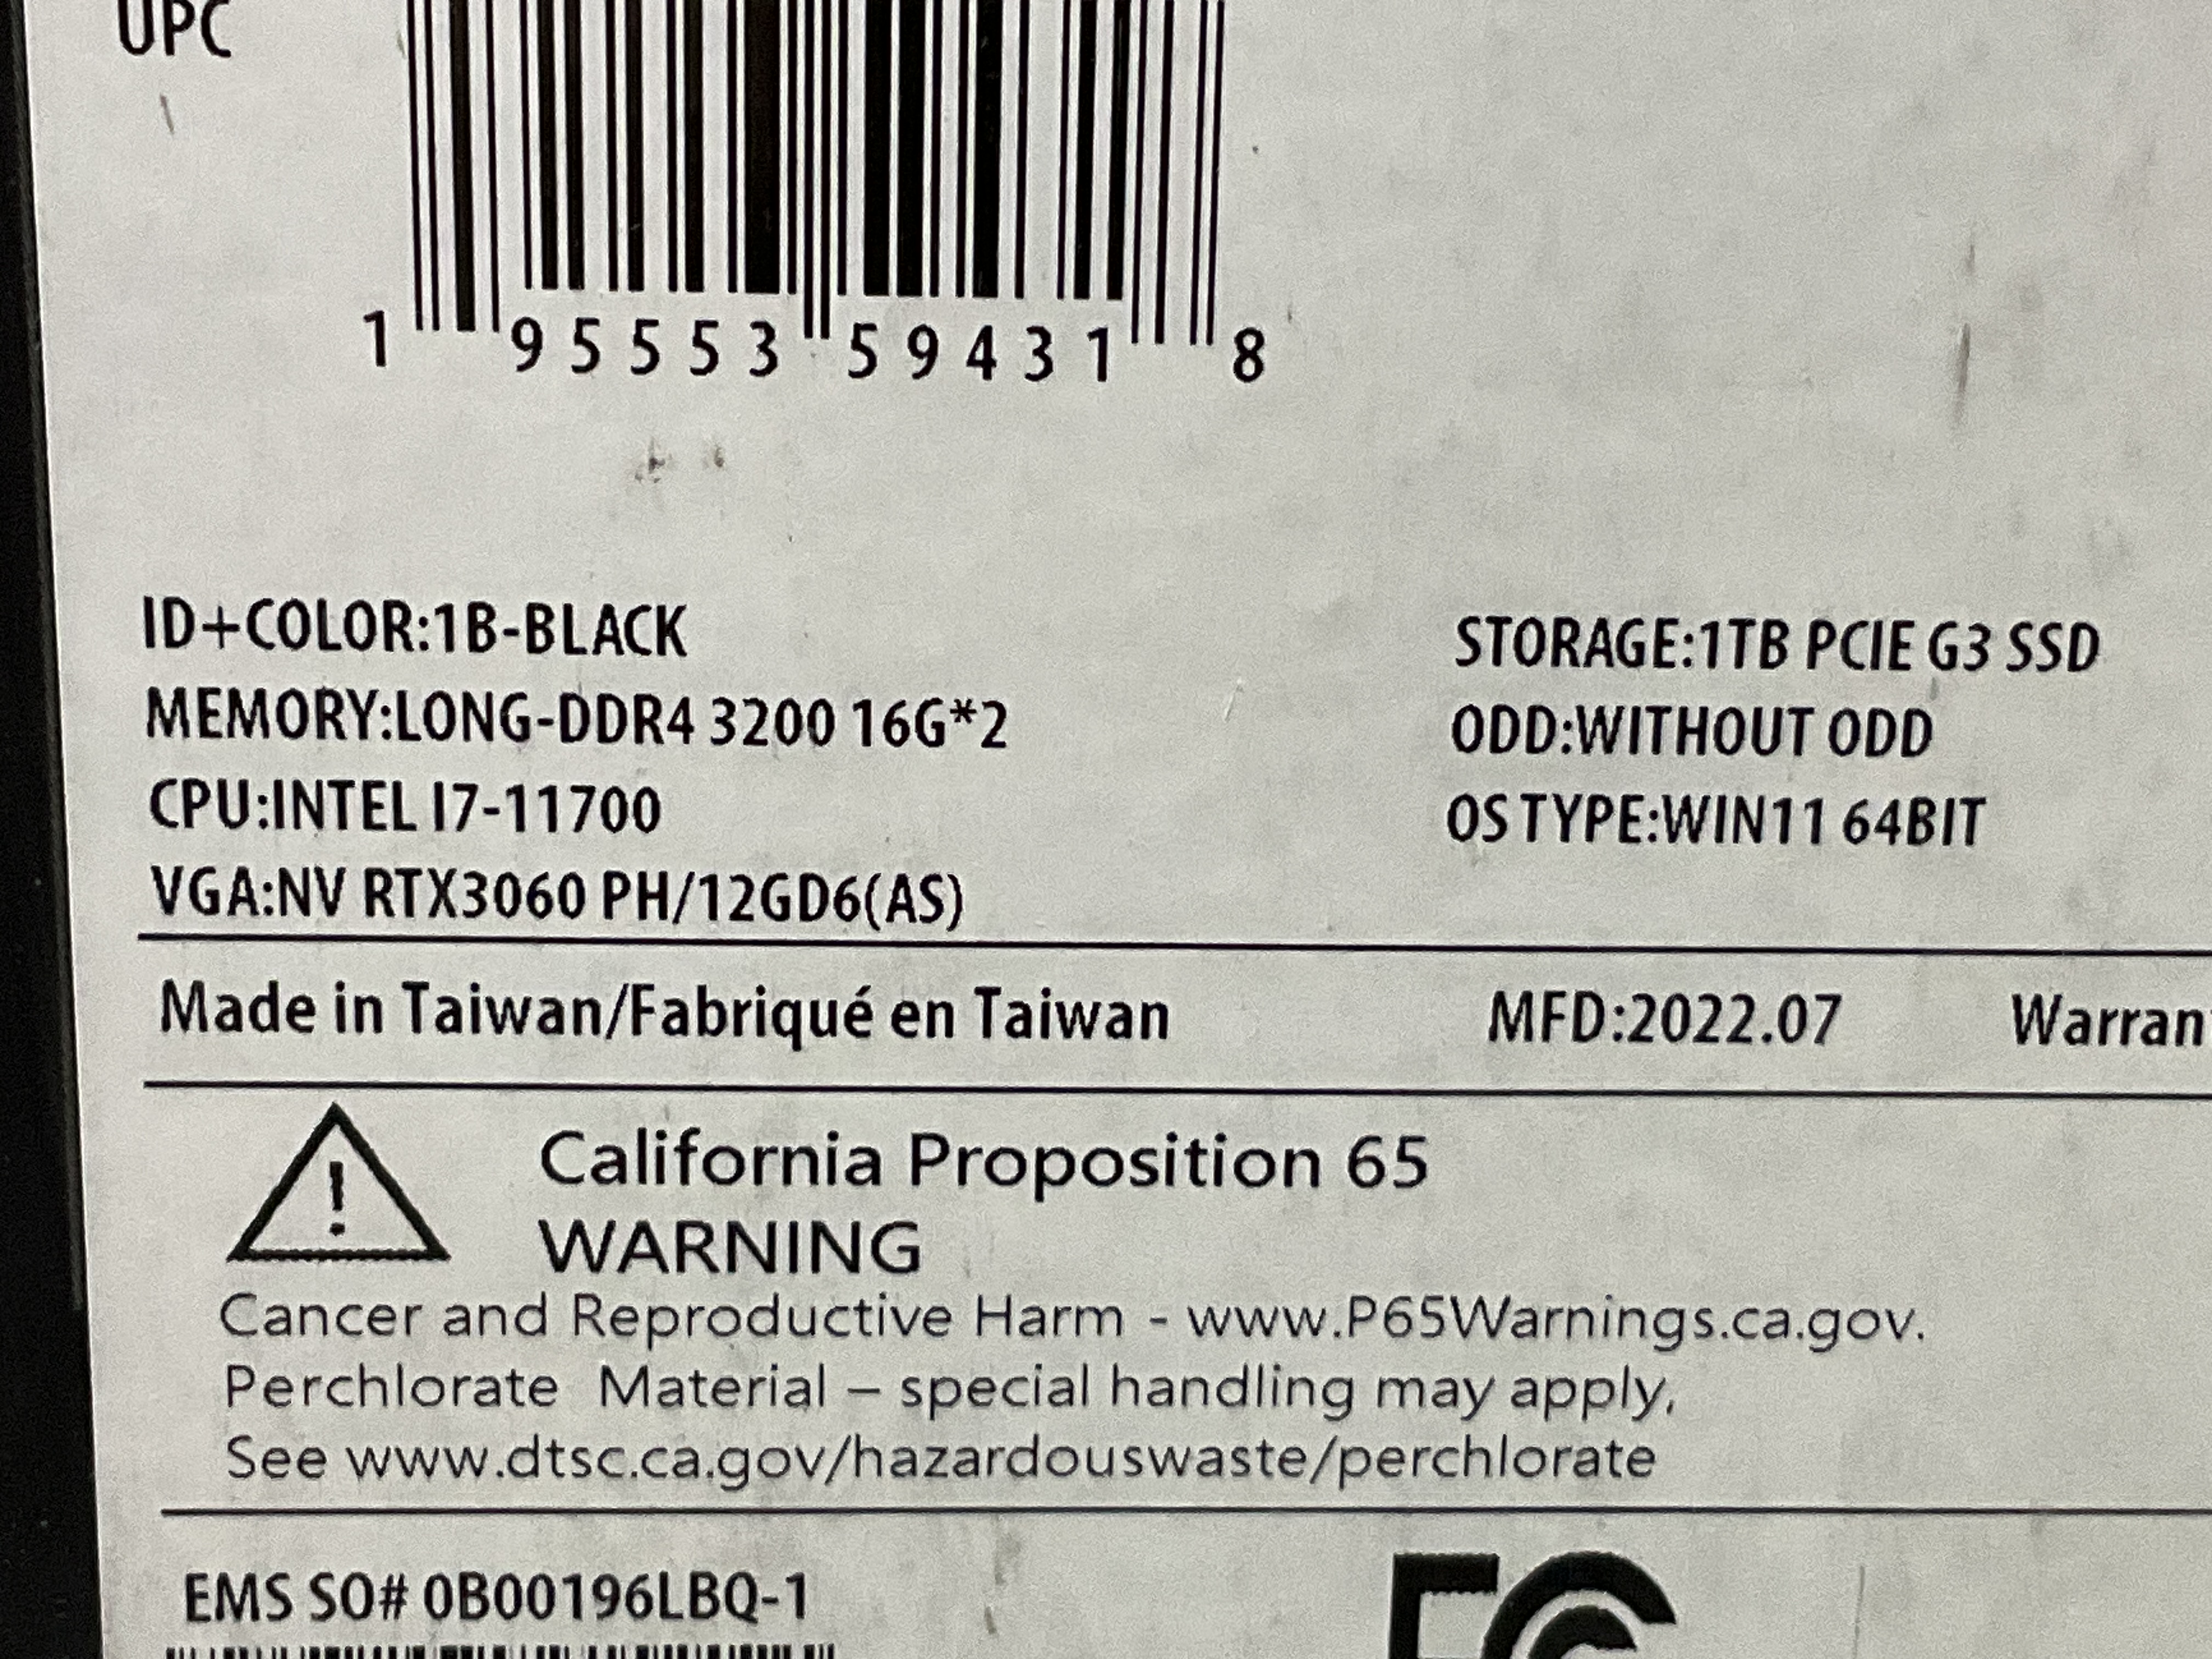 UPC
1 95553 59431 8
ID+COLOR:1B-BLACK
MEMORY:LONG-DDR4 3200 16G*2
CPU:INTEL I7-11700
VGA:NV RTX3060 PH/12GD6(AS)
STORAGE:1TB PCIE G3 SSD
ODD:WITHOUT ODD
OS TYPE:WIN11 64BIT
Made in Taiwan/Fabriqué en Taiwan MFD:2022.07
California Proposition 65
WARNING
Cancer and Reproductive Harm - www.P65Warnings.ca.gov.
Perchlorate Material – special handling may apply,
See www.dtsc.ca.gov/hazardouswaste/perchlorate
EMS SO# 0B00196LBQ-1
FC